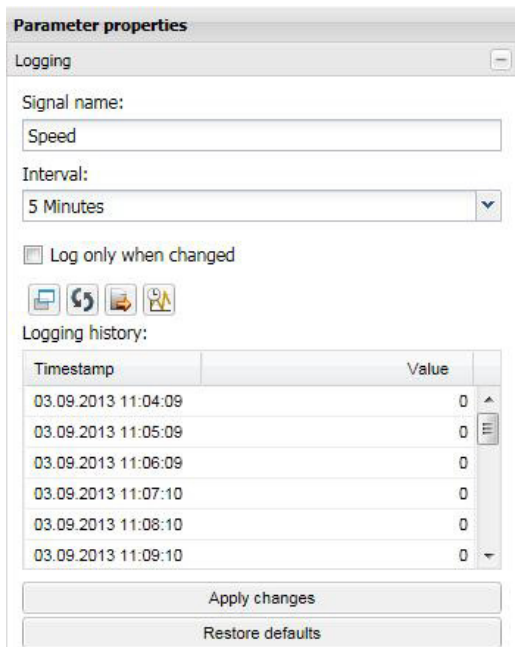 Parameter properties
Logging
Signal name:
Speed
Interval:
5 Minutes
Log only when changed
Logging history:
Timestamp Value
03.09.2013 11:04:09 0
03.09.2013 11:05:09 0
03.09.2013 11:06:09 0
03.09.2013 11:07:10 0
03.09.2013 11:08:10 0
03.09.2013 11:09:10 0
Apply changes
Restore defaults